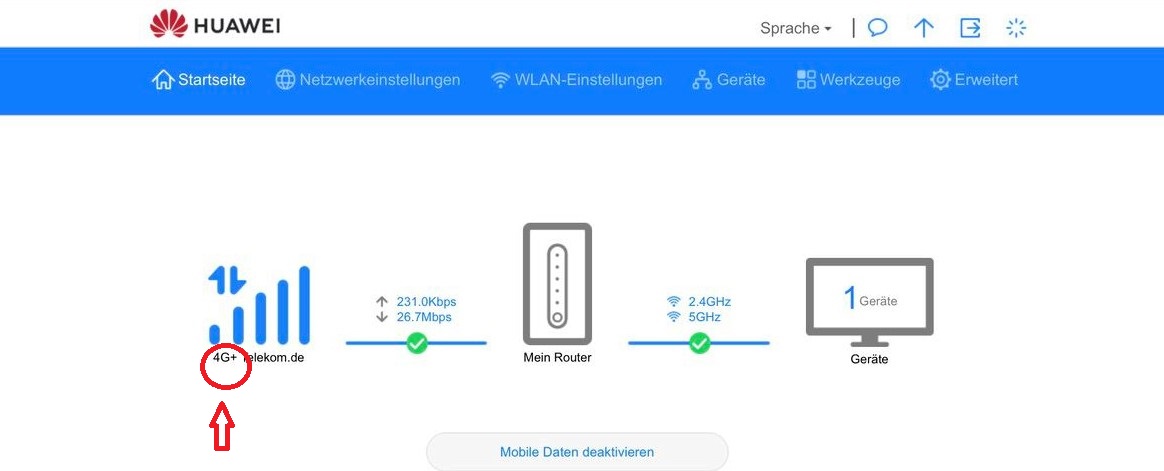 HUAWEI
Sprache
Startseite Netzwerkeinstellungen WLAN-Einstellungen Geräte Werkzeuge Erweitert
231.0Kbps
26.7Mbps
2.4GHz
5GHz
1 Geräte
4G+ Telekom.de
Mein Router
Geräte
Mobile Daten deaktivieren